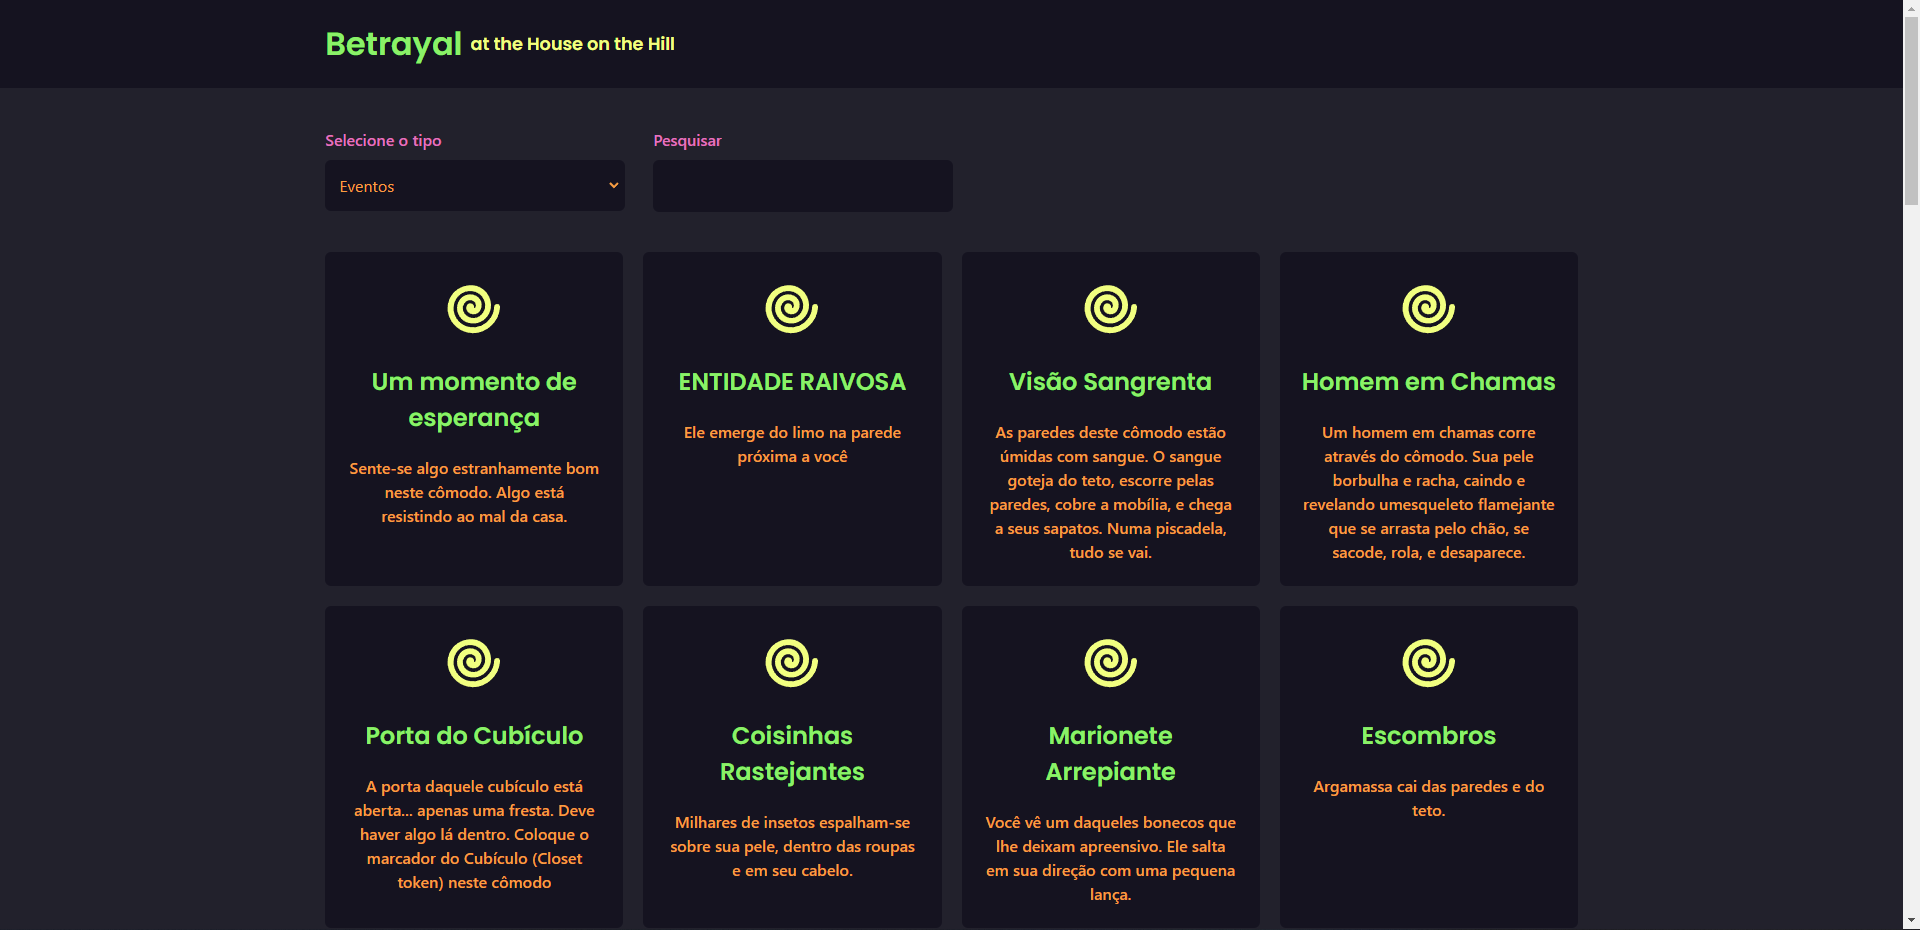 Betrayal at the House on the Hill
Selecione o tipo
Pesquisar
Eventos
Um momento de
esperança
Sente-se algo estranhamente bom
neste cômodo. Algo está
resistindo ao mal da casa.
ENTIDADE RAIVOSA
Ele emerge do limo na parede
próxima a você
Visão Sangrenta
As paredes deste cômodo estão
úmidas com sangue. O sangue
goteja do teto, escorre pelas
paredes, cobre a mobília, e chega
a seus sapatos. Numa piscadela,
tudo se vai.
Homem em Chamas
Um homem em chamas corre
através do cômodo. Sua pele
borbulha e racha, caindo e
revelando umesqueleto flamejante
que se arrasta pelo chão, se
sacode, rola, e desaparece.
Porta do Cubículo
A porta daquele cubículo está
aberta... apenas uma fresta. Deve
haver algo lá dentro. Coloque o
marcador do Cubículo (Closet
token) neste cômodo
Coisinhas
Rastejantes
Milhares de insetos espalham-se
sobre sua pele, dentro das roupas
e em seu cabelo.
Marionete
Arrepiante
Você vê um daqueles bonecos que
lhe deixam apreensivo. Ele salta
em sua direção com uma pequena
lança.
Escombros
Argamassa cai das paredes e do
teto.